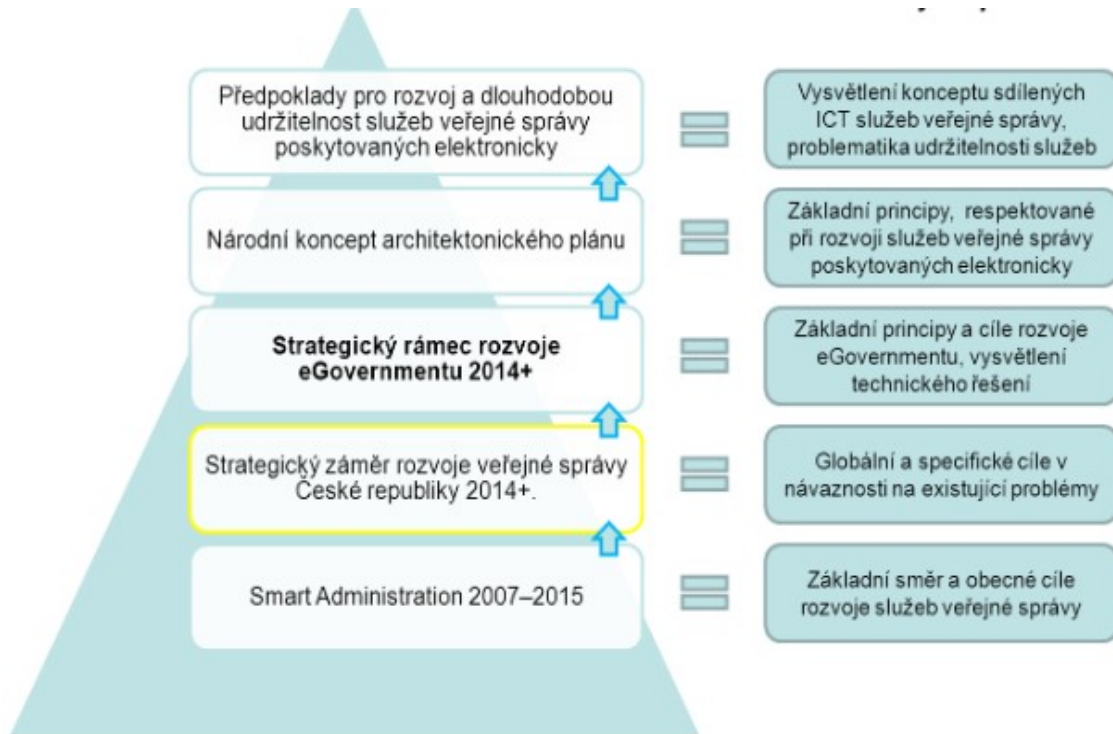 Předpoklady pro rozvoj a dlouhodobou
udržitelnost služeb veřejné správy
poskytovaných elektronicky
Vysvětlení konceptu sdílených
ICT služeb veřejné správy,
problematika udržitelnosti služeb
Národní koncept architektonického plánu
Základní principy, respektované
při rozvoji služeb veřejné správy
poskytovaných elektronicky
Strategický rámec rozvoje
eGovernmentu 2014+
Základní principy a cíle rozvoje
eGovernmentu, vysvětlení
technického řešení
Strategický záměr rozvoje veřejné správy
České republiky 2014+.
Globální a specifické cíle v
návaznosti na existující problémy
Smart Administration 2007–2015
Základní směr a obecné cíle
rozvoje služeb veřejné správy